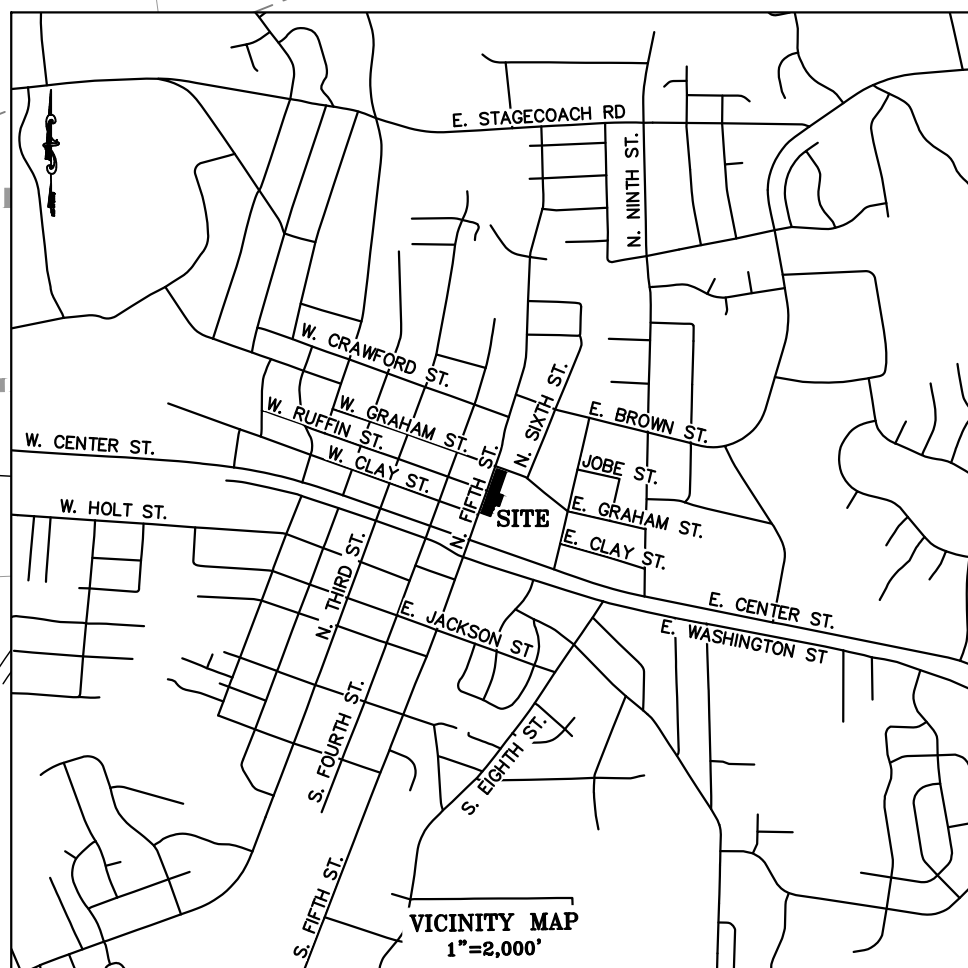 E. STAGECOACH RD
N. NINTH ST.
W. CRAWFORD ST.
N. SIXTH ST.
W. GRAHAM ST.
W. RUFFIN ST.
E. BROWN ST.
W. CENTER ST.
W. CLAY ST.
N. FIFTH ST.
JOBE ST.
W. HOLT ST.
SITE
E. GRAHAM ST.
E. CLAY ST.
N. THIRD ST.
E. CENTER ST.
E. JACKSON ST
E. WASHINGTON ST
S. FOURTH ST.
S. EIGHTH ST.
S. FIFTH ST.
VICINITY MAP
1"=2,000'